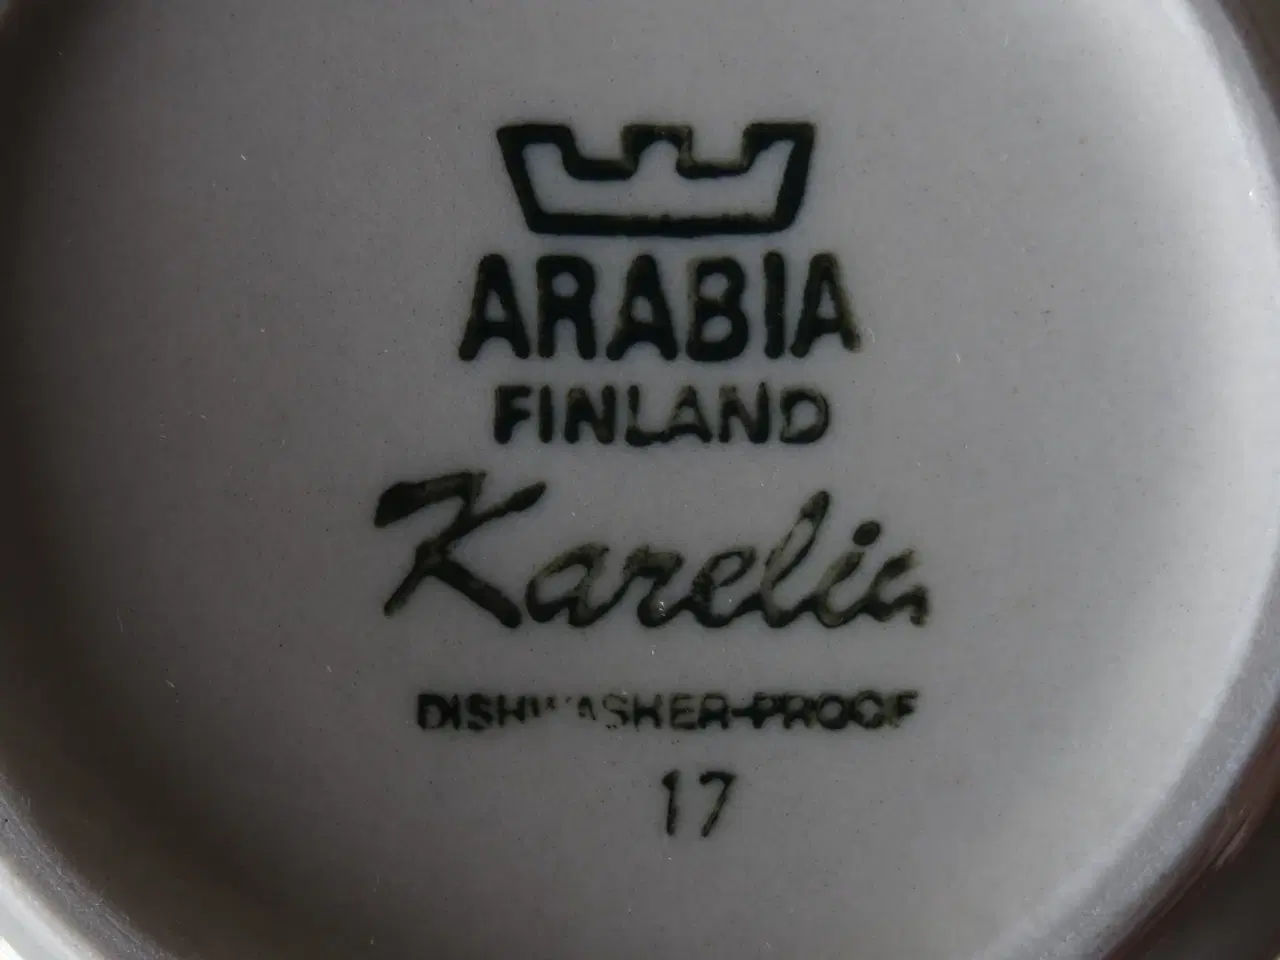 ARABIA
FINLAND
Karelia
DISHWASHER-PROOF
17